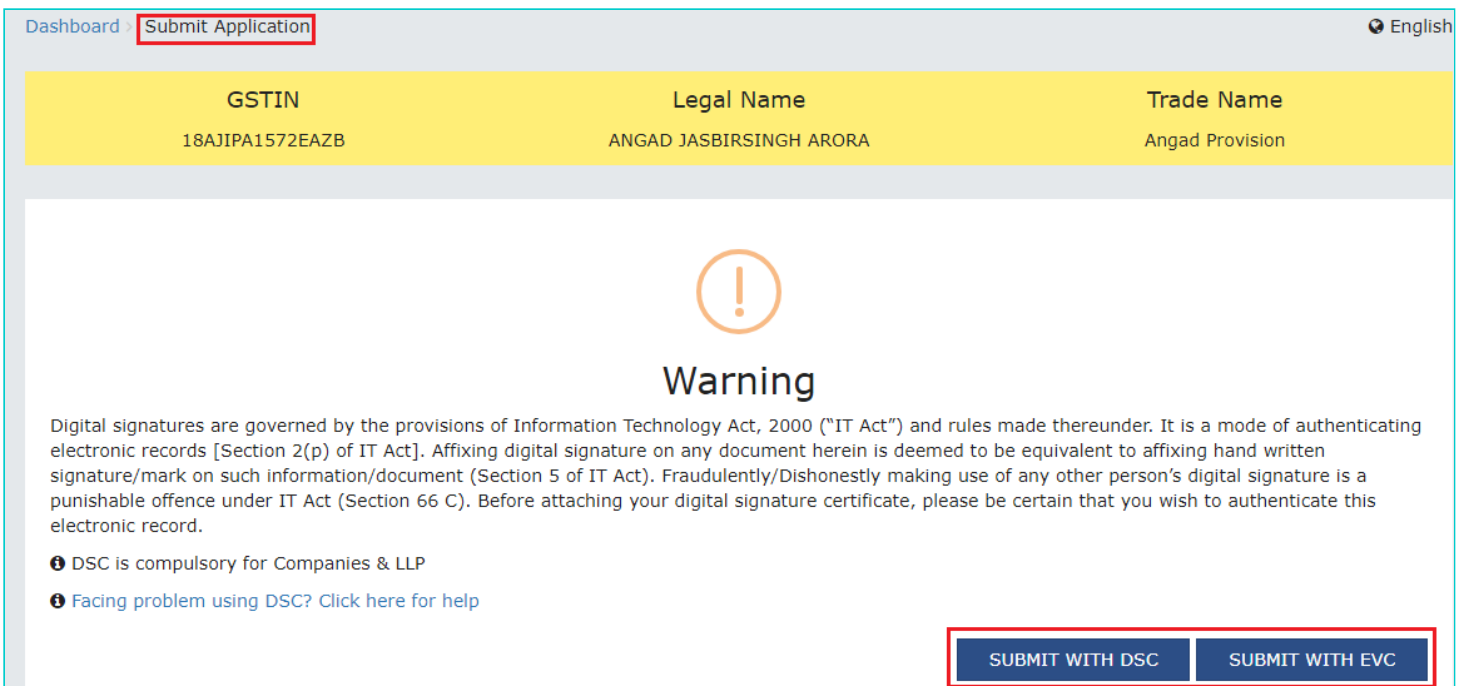 Dashboard > Submit Application
English
GSTIN Legal Name Trade Name
18AJIPA1572EAZB ANGAD JASBIRSINGH ARORA Angad Provision
Warning
Digital signatures are governed by the provisions of Information Technology Act, 2000 (“IT Act”) and rules made thereunder. It is a mode of authenticating
electronic records [Section 2(p) of IT Act]. Affixing digital signature on any document herein is deemed to be equivalent to affixing hand written
signature/mark on such information/document (Section 5 of IT Act). Fraudulently/Dishonestly making use of any other person’s digital signature is a
punishable offence under IT Act (Section 66 C). Before attaching your digital signature certificate, please be certain that you wish to authenticate this
electronic record.
DSC is compulsory for Companies & LLP
Facing problem using DSC? Click here for help
SUBMIT WITH DSC SUBMIT WITH EVC